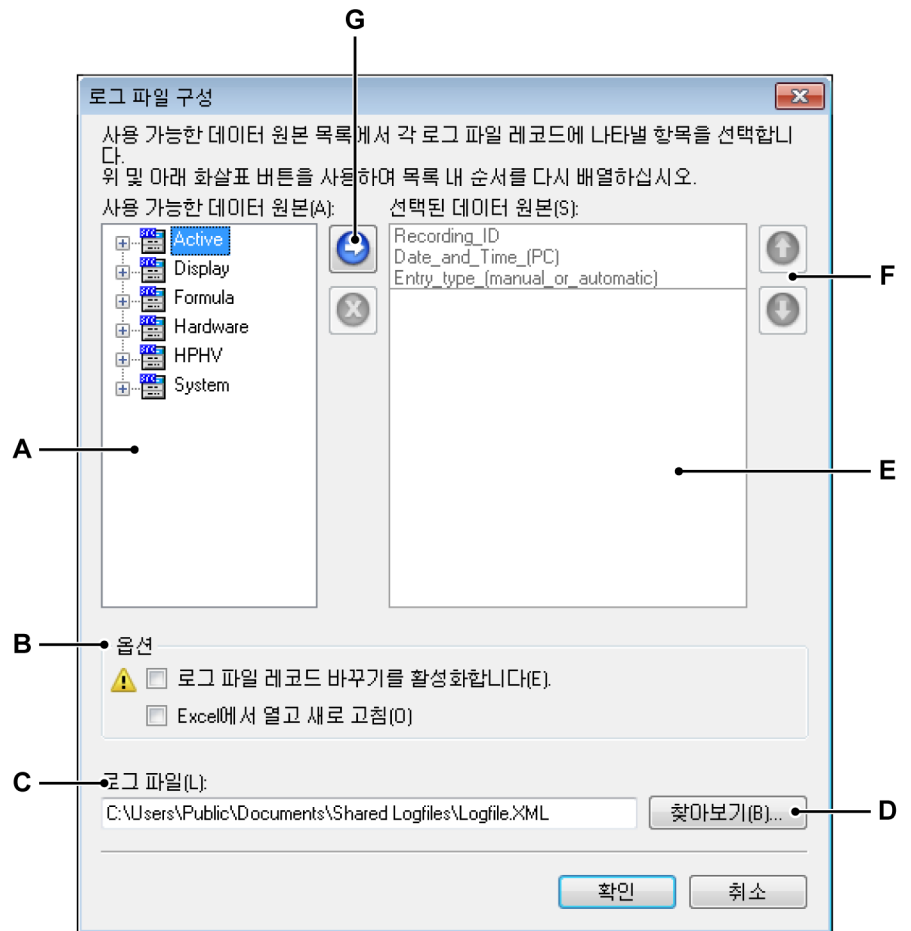 G
로그 파일 구성
사용 가능한 데이터 원본 목록에서 각 로그 파일 레코드에 나타낼 항목을 선택합니
다.
위 및 아래 화살표 버튼을 사용하여 목록 내 순서를 다시 배열하십시오.
사용 가능한 데이터 원본(A):
선택된 데이터 원본(S):
Active
Display
Formula
Hardware
HPHV
System
Recording_ID
Date_and_Time_(PC)
Entry_type_(manual_or_automatic)
F
A
E
B
옵션
로그 파일 레코드 바꾸기를 활성화합니다(E).
Excel에서 열고 새로 고침(O)
C
로그 파일(L):
C:\Users\Public\Documents\Shared Logfiles\Logfile.XML
찾아보기(B)...
D
확인
취소